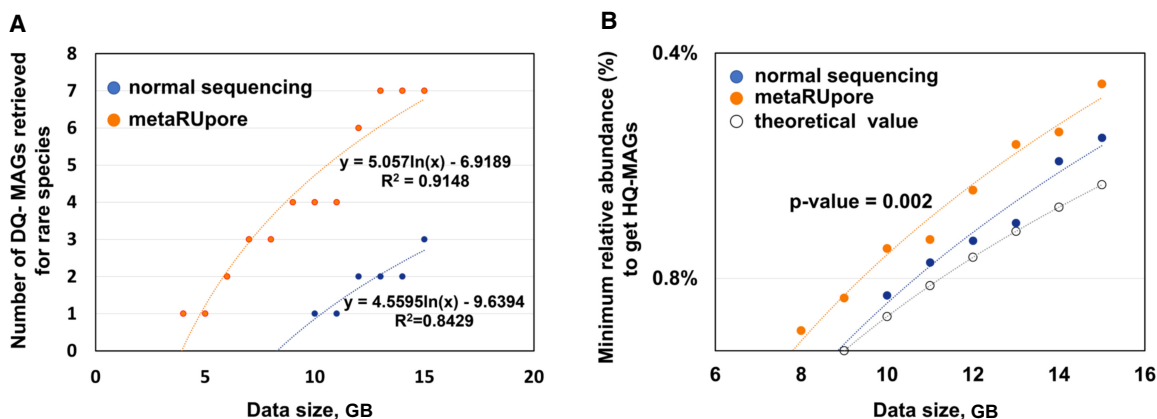 A
Number of DQ- MAGs retrieved
for rare species
8
7
6
5
4
3
2
1
0
normal sequencing
metaRUpore
y = 5.057ln(x) - 6.9189
R² = 0.9148
y = 4.5595ln(x) - 9.6394
R²=0.8429
0
5
10
15
20
Data size, GB
B
Minimum relative abundance (%)
to get HQ-MAGs
0.4%
0.8%
normal sequencing
metaRUpore
theoretical value
p-value = 0.002
6
8
10
12
14
16
Data size, GB